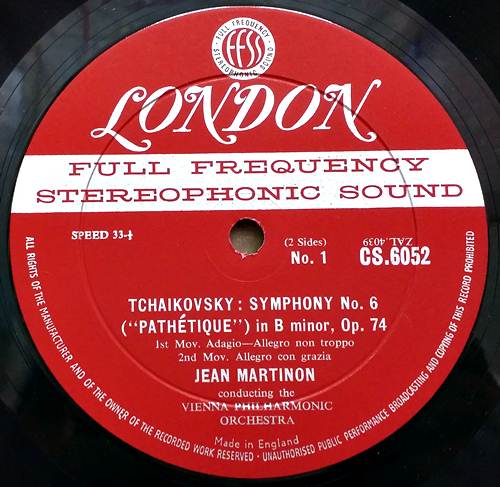 · FULL FREQUENCY ·
FFSS
STEREOPHONIC SOUND
LONDON
FULL FREQUENCY
STEREOPHONIC SOUND
SPEED 33⅓
(2 Sides)
No. 1
ZAL.4039
CS.6052
TCHAIKOVSKY: SYMPHONY No. 6
("PATHÉTIQUE") in B minor, Op. 74
1st Mov. Adagio—Allegro non troppo
2nd Mov. Allegro con grazia
JEAN MARTINON
conducting the
VIENNA PHILHARMONIC
ORCHESTRA
Made in England
ALL RIGHTS OF THE MANUFACTURER AND OF THE OWNER OF THE RECORDED WORK RESERVED · UNAUTHORISED PUBLIC PERFORMANCE BROADCASTING AND COPYING OF THIS RECORD PROHIBITED